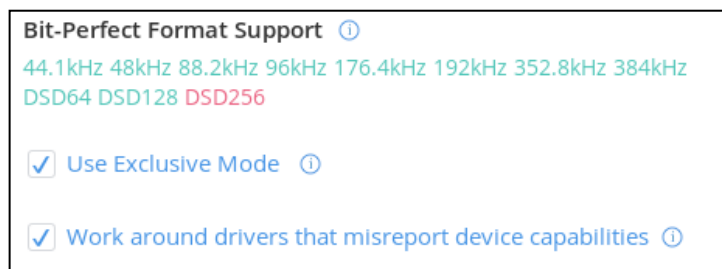 Bit-Perfect Format Support
44.1kHz 48kHz 88.2kHz 96kHz 176.4kHz 192kHz 352.8kHz 384kHz
DSD64 DSD128 DSD256
Use Exclusive Mode
Work around drivers that misreport device capabilities